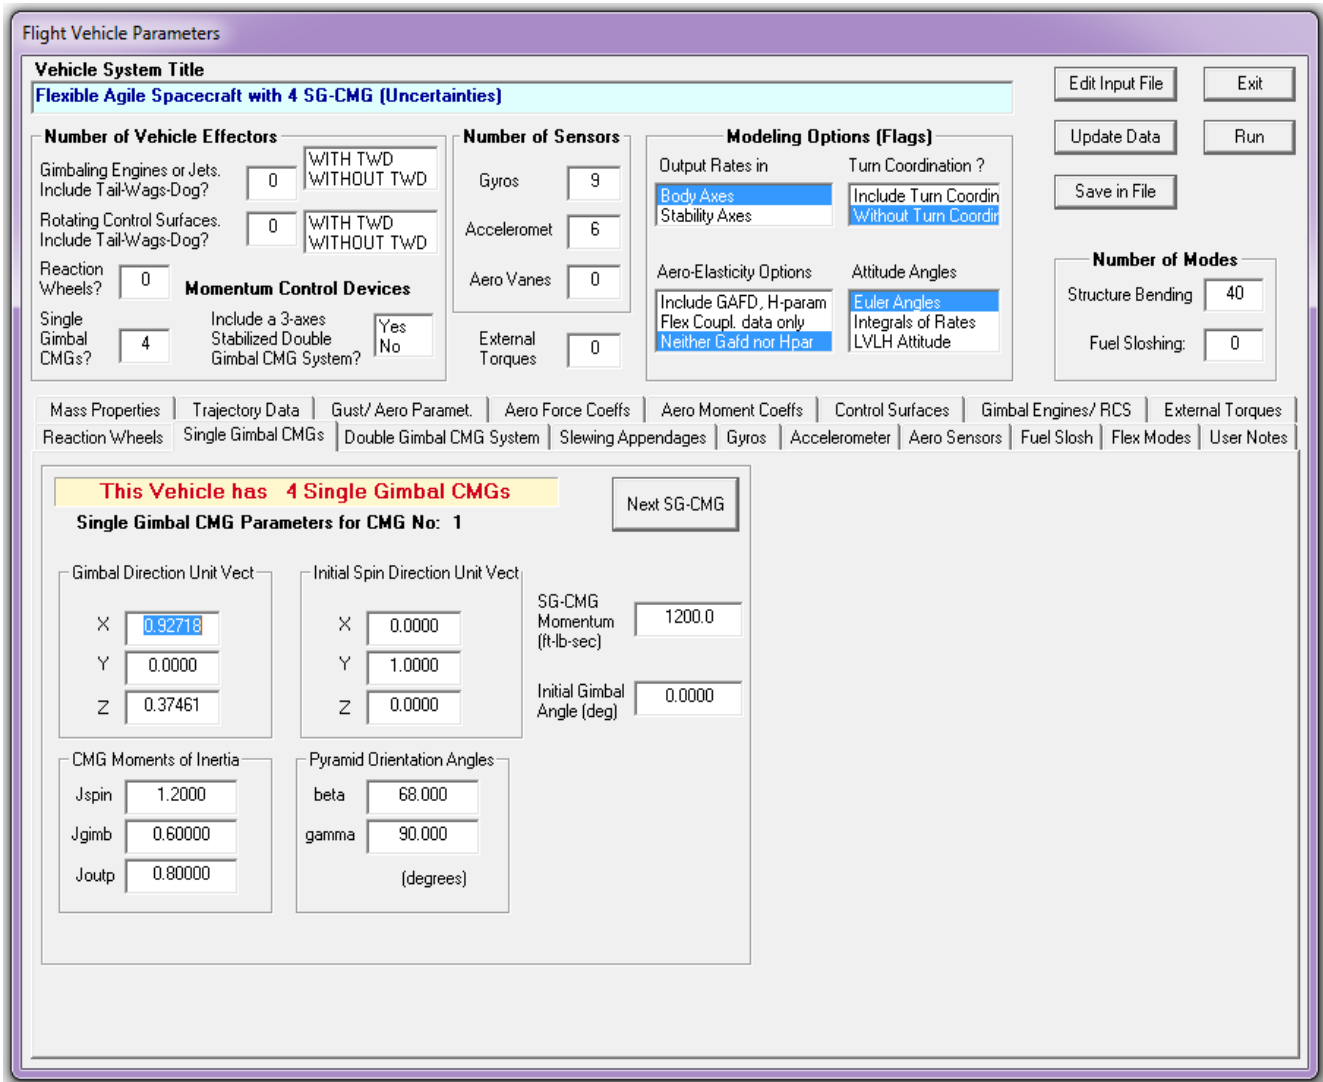 Flight Vehicle Parameters
Vehicle System Title
Flexible Agile Spacecraft with 4 SG-CMG (Uncertainties)
Edit Input File
Exit
Update Data
Run
Save in File
Number of Vehicle Effectors
Gimbaling Engines or Jets.
Include Tail-Wags-Dog?
0
WITH TWD
WITHOUT TWD
Rotating Control Surfaces.
Include Tail-Wags-Dog?
0
WITH TWD
WITHOUT TWD
Reaction
Wheels?
0
Momentum Control Devices
Single
Gimbal
CMGs?
4
Include a 3-axes
Stabilized Double
Gimbal CMG System?
Yes
No
Number of Sensors
Gyros
9
Acceleromet
6
Aero Vanes
0
External
Torques
0
Modeling Options (Flags)
Output Rates in
Body Axes
Stability Axes
Turn Coordination ?
Include Turn Coordin
Without Turn Coordin
Aero-Elasticity Options
Include GAFD, H-param
Flex Coupl. data only
Neither Gafd nor Hpar
Attitude Angles
Euler Angles
Integrals of Rates
LVLH Attitude
Number of Modes
Structure Bending
40
Fuel Sloshing:
0
Mass Properties
Trajectory Data
Gust/ Aero Paramet.
Aero Force Coeffs
Aero Moment Coeffs
Control Surfaces
Gimbal Engines/ RCS
External Torques
Reaction Wheels
Single Gimbal CMGs
Double Gimbal CMG System
Slewing Appendages
Gyros
Accelerometer
Aero Sensors
Fuel Slosh
Flex Modes
User Notes
This Vehicle has 4 Single Gimbal CMGs
Single Gimbal CMG Parameters for CMG No: 1
Next SG-CMG
Gimbal Direction Unit Vect
X
0.92718
Y
0.0000
Z
0.37461
Initial Spin Direction Unit Vect
X
0.0000
Y
1.0000
Z
0.0000
SG-CMG
Momentum
(ft-lb-sec)
1200.0
Initial Gimbal
Angle (deg)
0.0000
CMG Moments of Inertia
Jspin
1.2000
Jgimb
0.60000
Joutp
0.80000
Pyramid Orientation Angles
beta
68.000
gamma
90.000
(degrees)